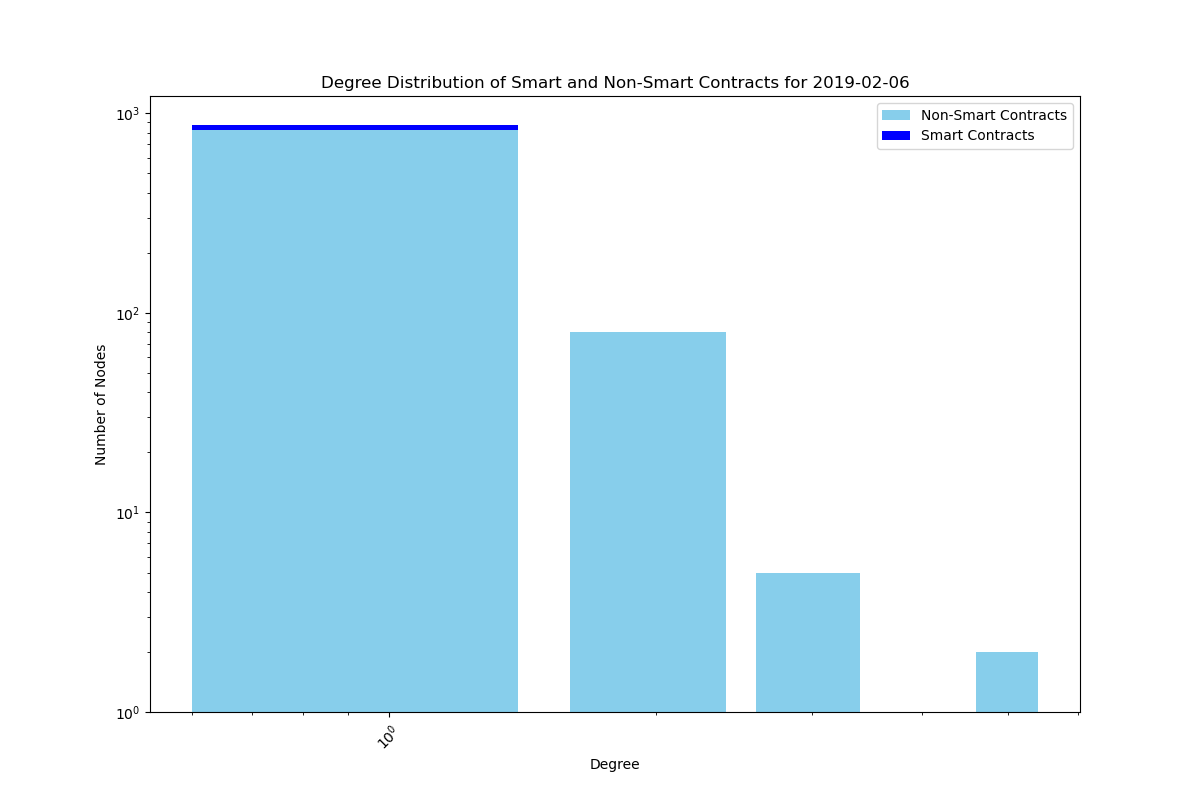 Degree Distribution of Smart and Non-Smart Contracts for 2019-02-06
Non-Smart Contracts
Smart Contracts
10³
10²
10¹
10⁰
Number of Nodes
10⁰
Degree